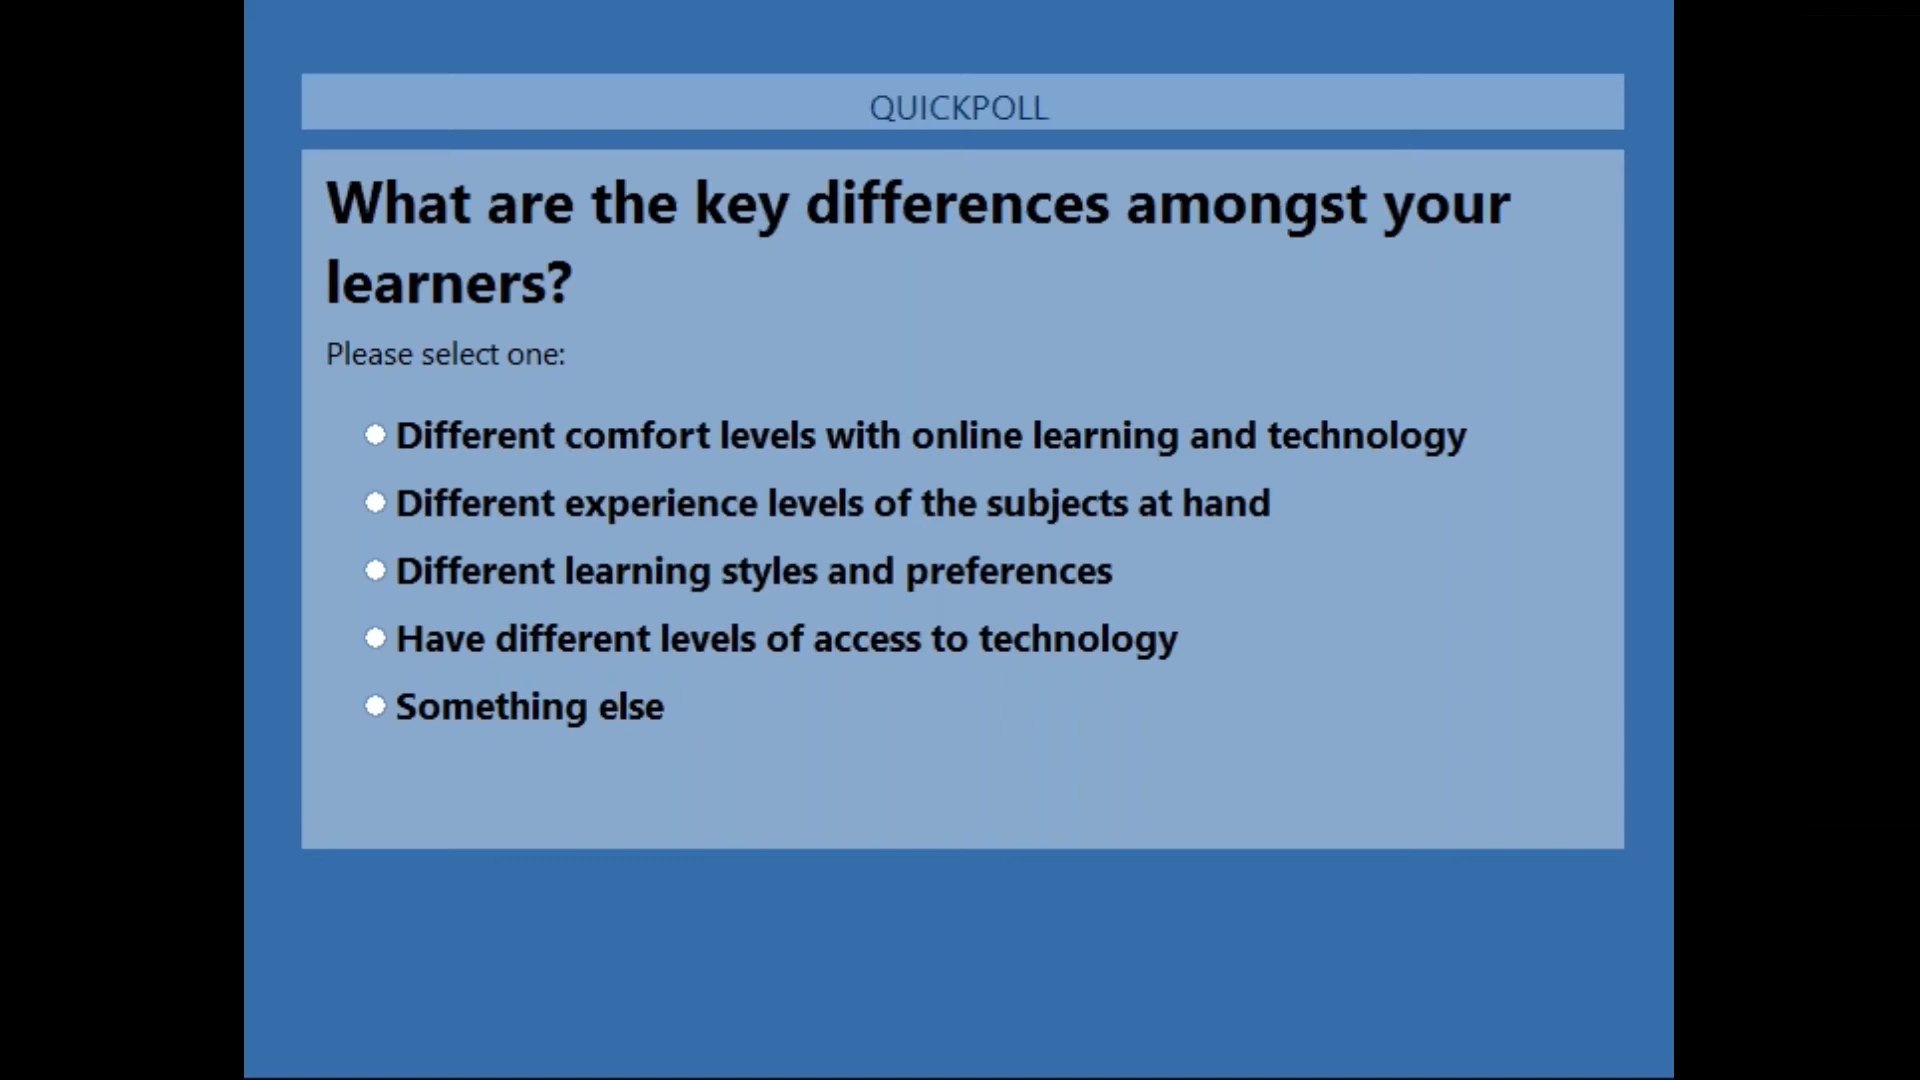 QUICKPOLL
What are the key differences amongst your
learners?
Please select one:
Different comfort levels with online learning and technology
Different experience levels of the subjects at hand
Different learning styles and preferences
Have different levels of access to technology
Something else